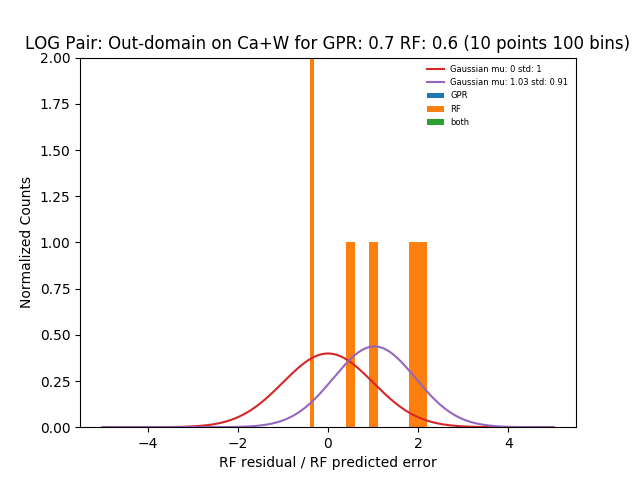 LOG Pair: Out-domain on Ca+W for GPR: 0.7 RF: 0.6 (10 points 100 bins)
Gaussian mu: 0 std: 1
Gaussian mu: 1.03 std: 0.91
GPR
RF
both
Normalized Counts
2.00
1.75
1.50
1.25
1.00
0.75
0.50
0.25
0.00
−4
−2
0
2
4
RF residual / RF predicted error